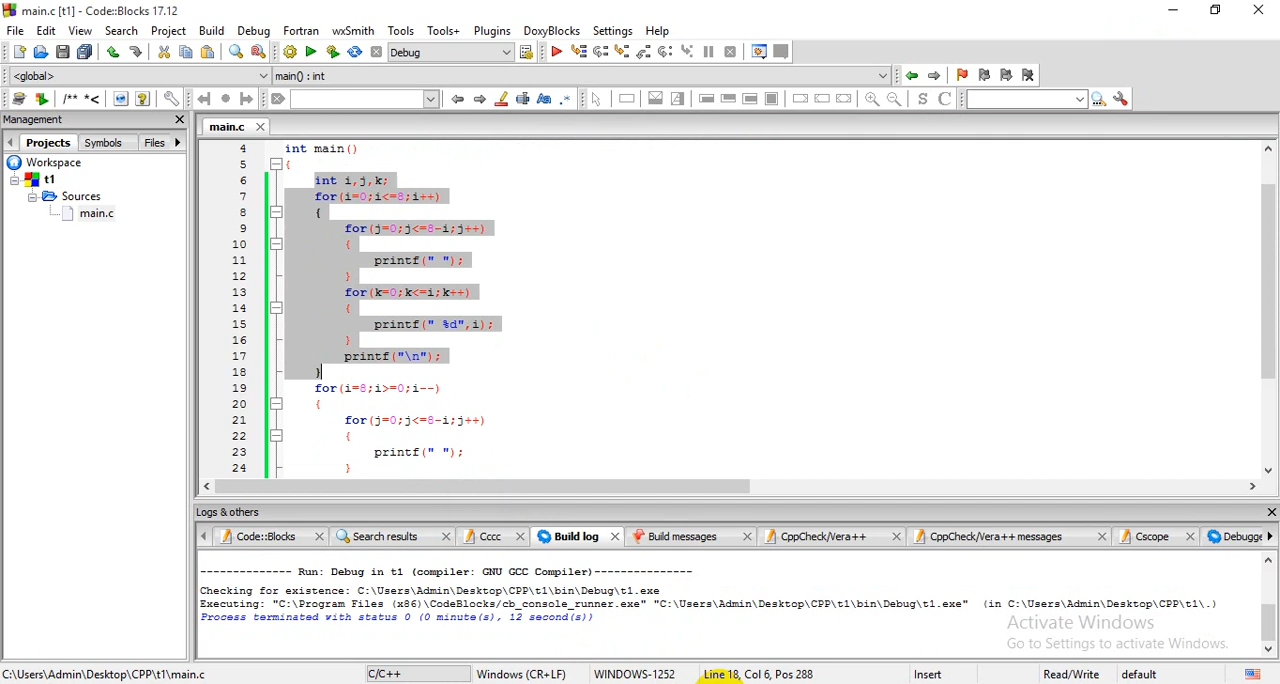 main.c [t1] - Code::Blocks 17.12
File Edit View Search Project Build Debug Fortran wxSmith Tools Tools+ Plugins DoxyBlocks Settings Help
Debug
<global> main() : int
/** *<
Aa .* S C
Management
main.c
Projects Symbols Files
Workspace
t1
Sources
main.c
4 int main()
5 {
6 int i,j,k;
7 for(i=0;i<=8;i++)
8 {
9 for(j=0;j<=8-i;j++)
10 {
11 printf(" ");
12 }
13 for(k=0;k<=i;k++)
14 {
15 printf(" %d",i);
16 }
17 printf("\n");
18 }
19 for(i=8;i>=0;i--)
20 {
21 for(j=0;j<=8-i;j++)
22 {
23 printf(" ");
24 }
Logs & others
Code::Blocks Search results Cccc Build log Build messages CppCheck/Vera++ CppCheck/Vera++ messages Cscope Debugge
-------------- Run: Debug in t1 (compiler: GNU GCC Compiler)---------------
Checking for existence: C:\Users\Admin\Desktop\CPP\t1\bin\Debug\t1.exe
Executing: "C:\Program Files (x86)\CodeBlocks/cb_console_runner.exe" "C:\Users\Admin\Desktop\CPP\t1\bin\Debug\t1.exe" (in C:\Users\Admin\Desktop\CPP\t1\.)
Process terminated with status 0 (0 minute(s), 12 second(s))
Activate Windows
Go to Settings to activate Windows.
C:\Users\Admin\Desktop\CPP\t1\main.c C/C++ Windows (CR+LF) WINDOWS-1252 Line 18, Col 6, Pos 288 Insert Read/Write default